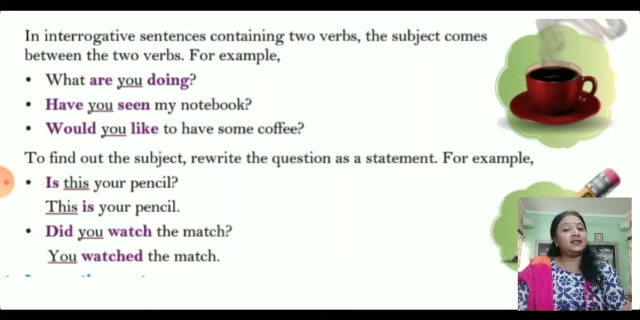 In interrogative sentences containing two verbs, the subject comes
between the two verbs. For example,
• What are you doing?
• Have you seen my notebook?
• Would you like to have some coffee?
To find out the subject, rewrite the question as a statement. For example,
• Is this your pencil?
This is your pencil.
• Did you watch the match?
You watched the match.